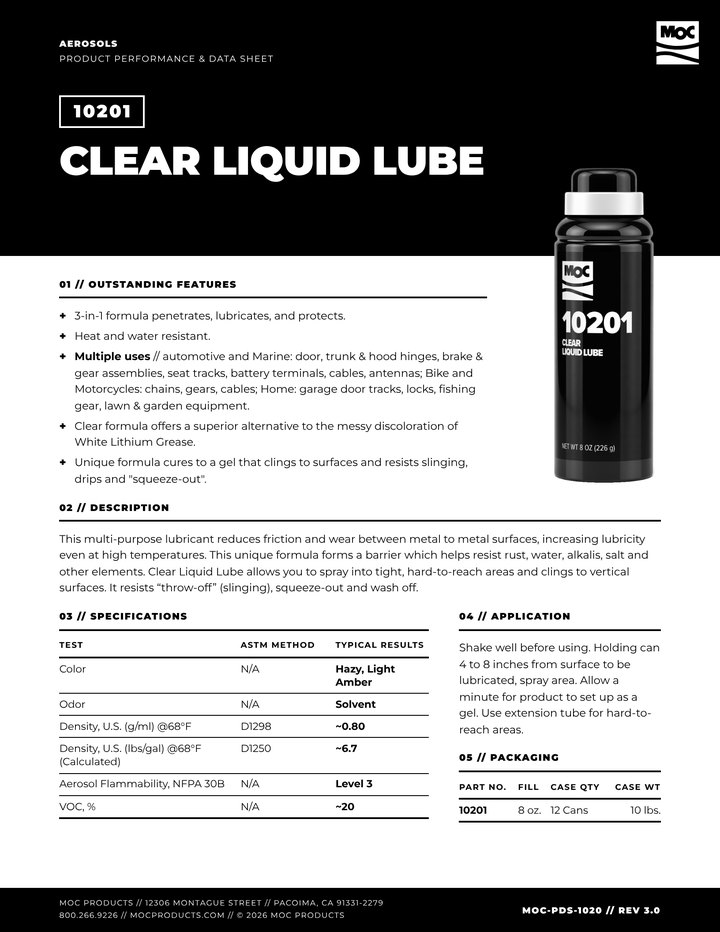 AEROSOLS
PRODUCT PERFORMANCE & DATA SHEET
MOC
10201
CLEAR LIQUID LUBE
MOC
10201
CLEAR
LIQUID LUBE
NET WT 8 OZ (226 g)
01 // OUTSTANDING FEATURES
+ 3-in-1 formula penetrates, lubricates, and protects.
+ Heat and water resistant.
+ Multiple uses // automotive and Marine: door, trunk & hood hinges, brake &
gear assemblies, seat tracks, battery terminals, cables, antennas; Bike and
Motorcycles: chains, gears, cables; Home: garage door tracks, locks, fishing
gear, lawn & garden equipment.
+ Clear formula offers a superior alternative to the messy discoloration of
White Lithium Grease.
+ Unique formula cures to a gel that clings to surfaces and resists slinging,
drips and "squeeze-out".
02 // DESCRIPTION
This multi-purpose lubricant reduces friction and wear between metal to metal surfaces, increasing lubricity
even at high temperatures. This unique formula forms a barrier which helps resist rust, water, alkalis, salt and
other elements. Clear Liquid Lube allows you to spray into tight, hard-to-reach areas and clings to vertical
surfaces. It resists “throw-off” (slinging), squeeze-out and wash off.
03 // SPECIFICATIONS
TEST ASTM METHOD TYPICAL RESULTS
Color N/A Hazy, Light
Amber
Odor N/A Solvent
Density, U.S. (g/ml) @68°F D1298 ~0.80
Density, U.S. (lbs/gal) @68°F D1250 ~6.7
(Calculated)
Aerosol Flammability, NFPA 30B N/A Level 3
VOC, % N/A ~20
04 // APPLICATION
Shake well before using. Holding can
4 to 8 inches from surface to be
lubricated, spray area. Allow a
minute for product to set up as a
gel. Use extension tube for hard-to-
reach areas.
05 // PACKAGING
PART NO. FILL CASE QTY CASE WT
10201 8 oz. 12 Cans 10 lbs.
MOC PRODUCTS // 12306 MONTAGUE STREET // PACOIMA, CA 91331-2279
800.266.9226 // MOCPRODUCTS.COM // © 2026 MOC PRODUCTS
MOC-PDS-1020 // REV 3.0